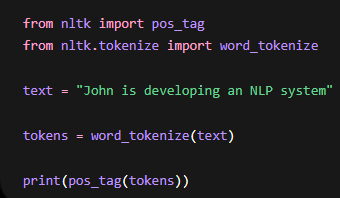 from nltk import pos_tag
from nltk.tokenize import word_tokenize
text = "John is developing an NLP system"
tokens = word_tokenize(text)
print(pos_tag(tokens))